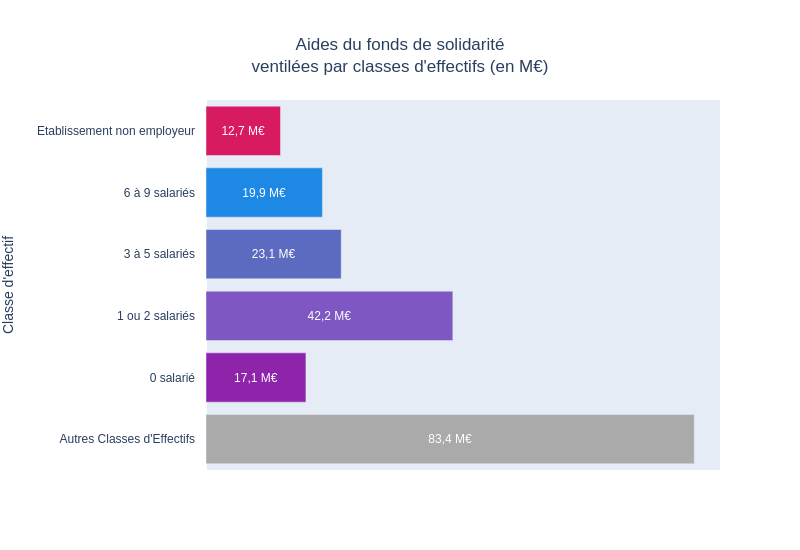 Aides du fonds de solidarité
ventilées par classes d'effectifs (en M€)
Classe d'effectif
Etablissement non employeur
12,7 M€
6 à 9 salariés
19,9 M€
3 à 5 salariés
23,1 M€
1 ou 2 salariés
42,2 M€
0 salarié
17,1 M€
Autres Classes d'Effectifs
83,4 M€